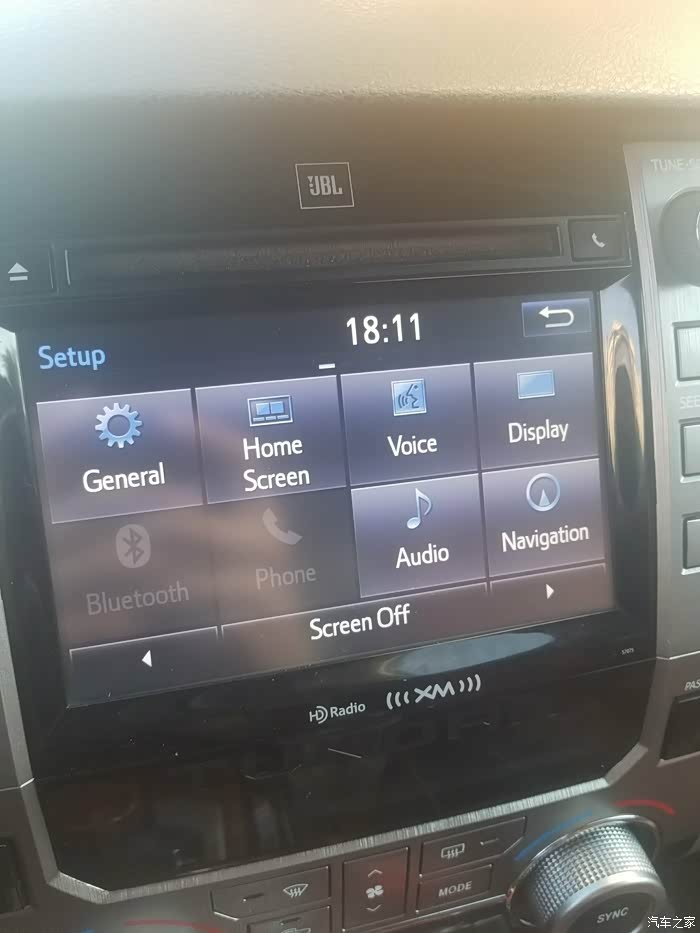 TUNE
JBL
18:11
Setup
General
Home
Screen
Voice
Display
Bluetooth
Phone
Audio
Navigation
Screen Off
HD Radio
((( XM )))
MODE
SYNC
汽车之家